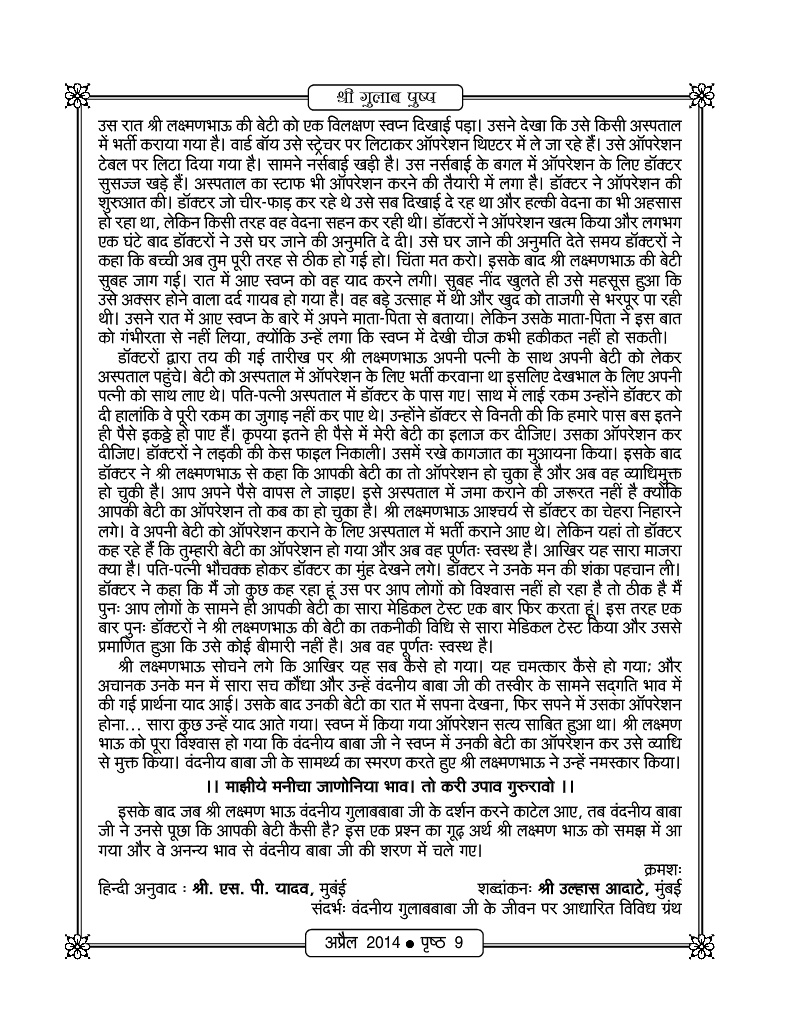 श्री गुलाब पुष्प
उस रात श्री लक्ष्मणभाऊ की बेटी को एक विलक्षण स्वप्न दिखाई पड़ा। उसने देखा कि उसे किसी अस्पताल
में भर्ती कराया गया है। वार्ड बॉय उसे स्ट्रेचर पर लिटाकर ऑपरेशन थिएटर में ले जा रहे हैं। उसे ऑपरेशन
टेबल पर लिटा दिया गया है। सामने नर्सबाई खड़ी है। उस नर्सबाई के बगल में ऑपरेशन के लिए डॉक्टर
सुसज्ज खड़े हैं। अस्पताल का स्टाफ भी ऑपरेशन करने की तैयारी में लगा है। डॉक्टर ने ऑपरेशन की
शुरुआत की। डॉक्टर जो चीर-फाड़ कर रहे थे उसे सब दिखाई दे रह था और हल्की वेदना का भी अहसास
हो रहा था, लेकिन किसी तरह वह वेदना सहन कर रही थी। डॉक्टरों ने ऑपरेशन खत्म किया और लगभग
एक घंटे बाद डॉक्टरों ने उसे घर जाने की अनुमति दे दी। उसे घर जाने की अनुमति देते समय डॉक्टरों ने
कहा कि बच्ची अब तुम पूरी तरह से ठीक हो गई हो। चिंता मत करो। इसके बाद श्री लक्ष्मणभाऊ की बेटी
सुबह जाग गई। रात में आए स्वप्न को वह याद करने लगी। सुबह नींद खुलते ही उसे महसूस हुआ कि
उसे अक्सर होने वाला दर्द गायब हो गया है। वह बड़े उत्साह में थी और खुद को ताजगी से भरपूर पा रही
थी। उसने रात में आए स्वप्न के बारे में अपने माता-पिता से बताया। लेकिन उसके माता-पिता ने इस बात
को गंभीरता से नहीं लिया, क्योंकि उन्हें लगा कि स्वप्न में देखी चीज कभी हकीकत नहीं हो सकती।
डॉक्टरों द्वारा तय की गई तारीख पर श्री लक्ष्मणभाऊ अपनी पत्नी के साथ अपनी बेटी को लेकर
अस्पताल पहुंचे। बेटी को अस्पताल में ऑपरेशन के लिए भर्ती करवाना था इसलिए देखभाल के लिए अपनी
पत्नी को साथ लाए थे। पति-पत्नी अस्पताल में डॉक्टर के पास गए। साथ में लाई रकम उन्होंने डॉक्टर को
दी हालांकि वे पूरी रकम का जुगाड़ नहीं कर पाए थे। उन्होंने डॉक्टर से विनती की कि हमारे पास बस इतने
ही पैसे इकठ्ठे हो पाए हैं। कृपया इतने ही पैसे में मेरी बेटी का इलाज कर दीजिए। उसका ऑपरेशन कर
दीजिए। डॉक्टरों ने लड़की की केस फाइल निकाली। उसमें रखे कागजात का मुआयना किया। इसके बाद
डॉक्टर ने श्री लक्ष्मणभाऊ से कहा कि आपकी बेटी का तो ऑपरेशन हो चुका है और अब वह व्याधिमुक्त
हो चुकी है। आप अपने पैसे वापस ले जाइए। इसे अस्पताल में जमा कराने की जरूरत नहीं है क्योंकि
आपकी बेटी का ऑपरेशन तो कब का हो चुका है। श्री लक्ष्मणभाऊ आश्चर्य से डॉक्टर का चेहरा निहारने
लगे। वे अपनी बेटी को ऑपरेशन कराने के लिए अस्पताल में भर्ती कराने आए थे। लेकिन यहां तो डॉक्टर
कह रहे हैं कि तुम्हारी बेटी का ऑपरेशन हो गया और अब वह पूर्णतः स्वस्थ है। आखिर यह सारा माजरा
क्या है। पति-पत्नी भौचक्क होकर डॉक्टर का मुंह देखने लगे। डॉक्टर ने उनके मन की शंका पहचान ली।
डॉक्टर ने कहा कि मैं जो कुछ कह रहा हूं उस पर आप लोगों को विश्वास नहीं हो रहा है तो ठीक है मैं
पुनः आप लोगों के सामने ही आपकी बेटी का सारा मेडिकल टेस्ट एक बार फिर करता हूं। इस तरह एक
बार पुनः डॉक्टरों ने श्री लक्ष्मणभाऊ की बेटी का तकनीकी विधि से सारा मेडिकल टेस्ट किया और उससे
प्रमाणित हुआ कि उसे कोई बीमारी नहीं है। अब वह पूर्णतः स्वस्थ है।
श्री लक्ष्मणभाऊ सोचने लगे कि आखिर यह सब कैसे हो गया। यह चमत्कार कैसे हो गया; और
अचानक उनके मन में सारा सच कौंधा और उन्हें वंदनीय बाबा जी की तस्वीर के सामने सद्गति भाव में
की गई प्रार्थना याद आई। उसके बाद उनकी बेटी का रात में सपना देखना, फिर सपने में उसका ऑपरेशन
होना... सारा कुछ उन्हें याद आते गया। स्वप्न में किया गया ऑपरेशन सत्य साबित हुआ था। श्री लक्ष्मण
भाऊ को पूरा विश्वास हो गया कि वंदनीय बाबा जी ने स्वप्न में उनकी बेटी का ऑपरेशन कर उसे व्याधि
से मुक्त किया। वंदनीय बाबा जी के सामर्थ्य का स्मरण करते हुए श्री लक्ष्मणभाऊ ने उन्हें नमस्कार किया।
।। माझीये मनीचा जाणोनिया भाव। तो करी उपाव गुरुरावो ।।
इसके बाद जब श्री लक्ष्मण भाऊ वंदनीय गुलाबबाबा जी के दर्शन करने काटेल आए, तब वंदनीय बाबा
जी ने उनसे पूछा कि आपकी बेटी कैसी है? इस एक प्रश्न का गूढ़ अर्थ श्री लक्ष्मण भाऊ को समझ में आ
गया और वे अनन्य भाव से वंदनीय बाबा जी की शरण में चले गए।
क्रमशः
हिन्दी अनुवाद : श्री. एस. पी. यादव, मुबंई शब्दांकनः श्री उल्हास आदाटे, मुंबई
संदर्भः वंदनीय गुलाबबाबा जी के जीवन पर आधारित विविध ग्रंथ
अप्रैल 2014 ● पृष्ठ 9